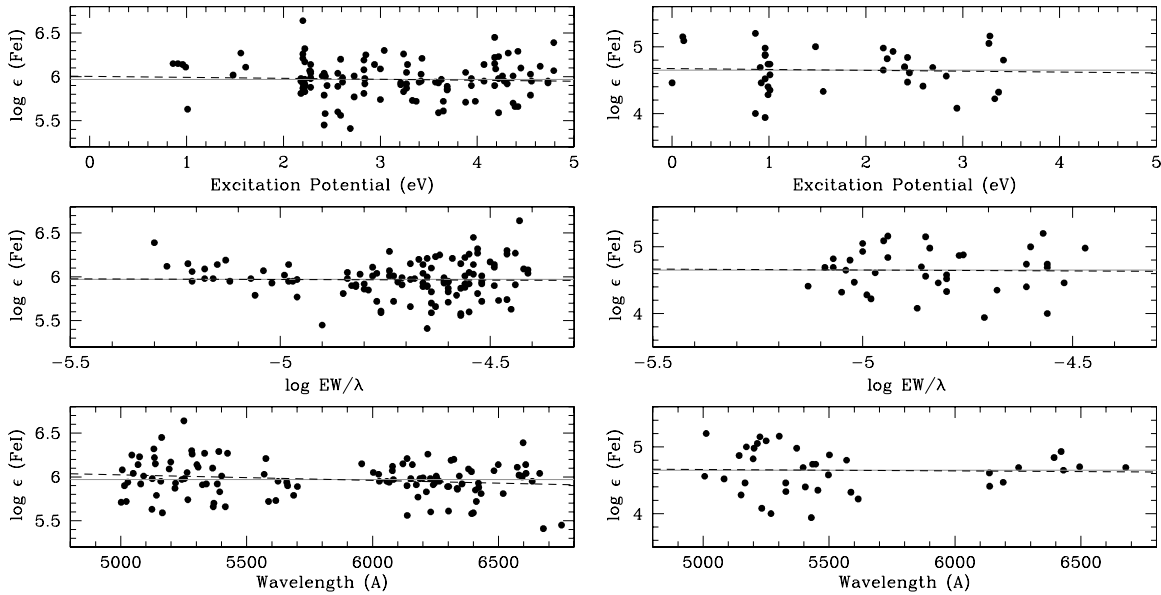 6.5
6
5.5
log ϵ (FeI)
0 1 2 3 4 5
Excitation Potential (eV)
5
4
log ϵ (FeI)
0 1 2 3 4 5
Excitation Potential (eV)
6.5
6
5.5
log ϵ (FeI)
−5.5 −5 −4.5
log EW/λ
5
4
log ϵ (FeI)
−5.5 −5 −4.5
log EW/λ
6.5
6
5.5
log ϵ (FeI)
5000 5500 6000 6500
Wavelength (A)
5
4
log ϵ (FeI)
5000 5500 6000 6500
Wavelength (A)